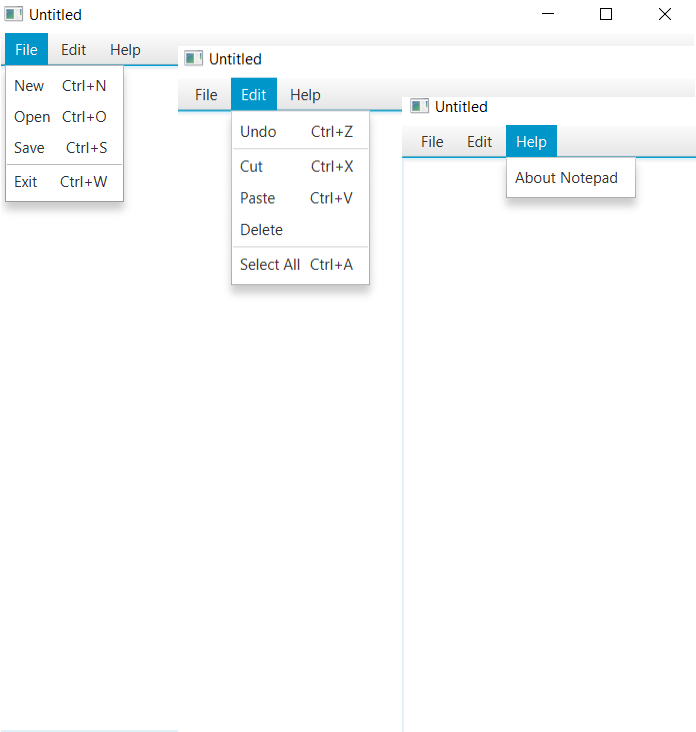 Untitled
File Edit Help
New Ctrl+N
Open Ctrl+O
Save Ctrl+S
Exit Ctrl+W
Untitled
File Edit Help
Undo Ctrl+Z
Cut Ctrl+X
Paste Ctrl+V
Delete
Select All Ctrl+A
Untitled
File Edit Help
About Notepad